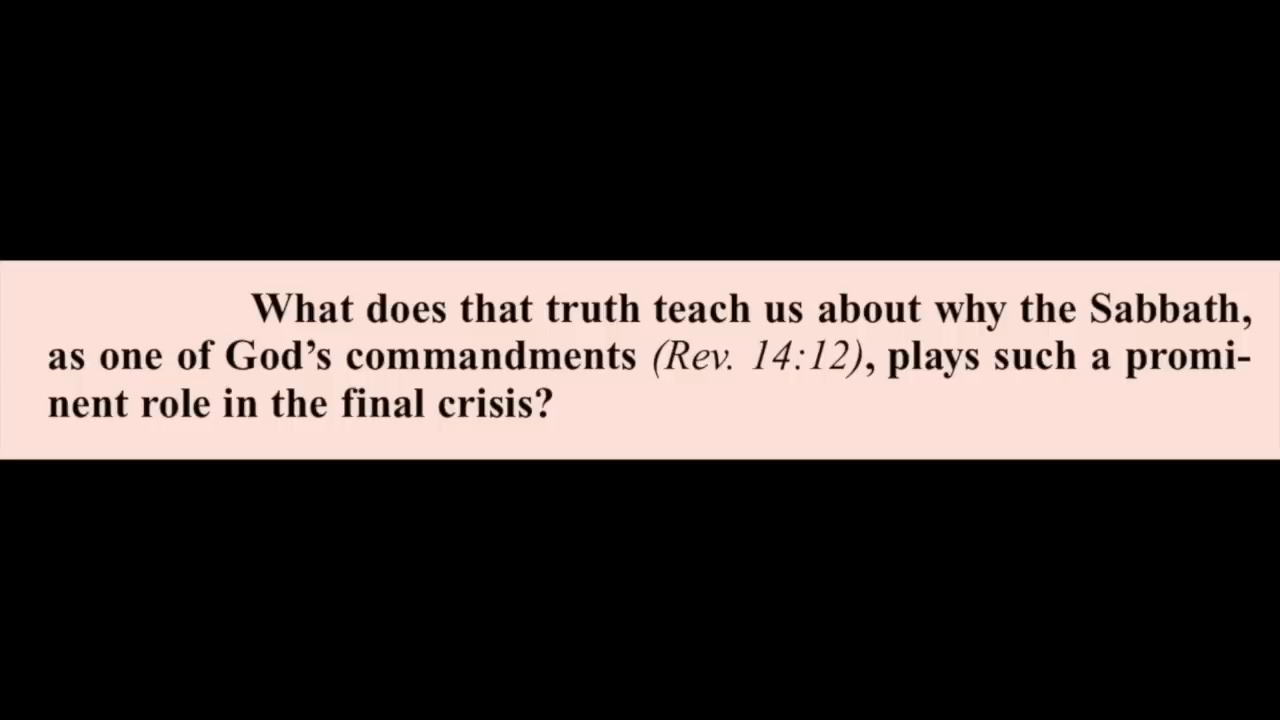 What does that truth teach us about why the Sabbath,
as one of God’s commandments (Rev. 14:12), plays such a promi-
nent role in the final crisis?